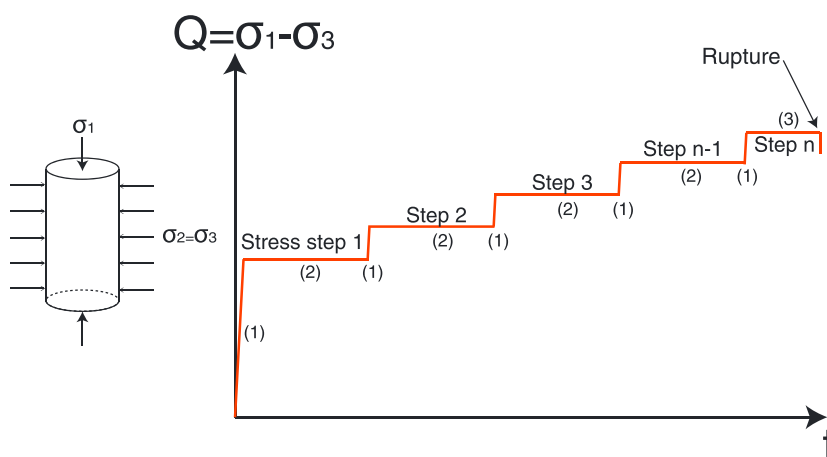 Q=σ1-σ3
Rupture
σ1
(3)
Step n-1
Step n
(2)
(1)
Step 3
(2)
(1)
Step 2
σ2=σ3
Stress step 1
(2)
(1)
(2)
(1)
(1)
t